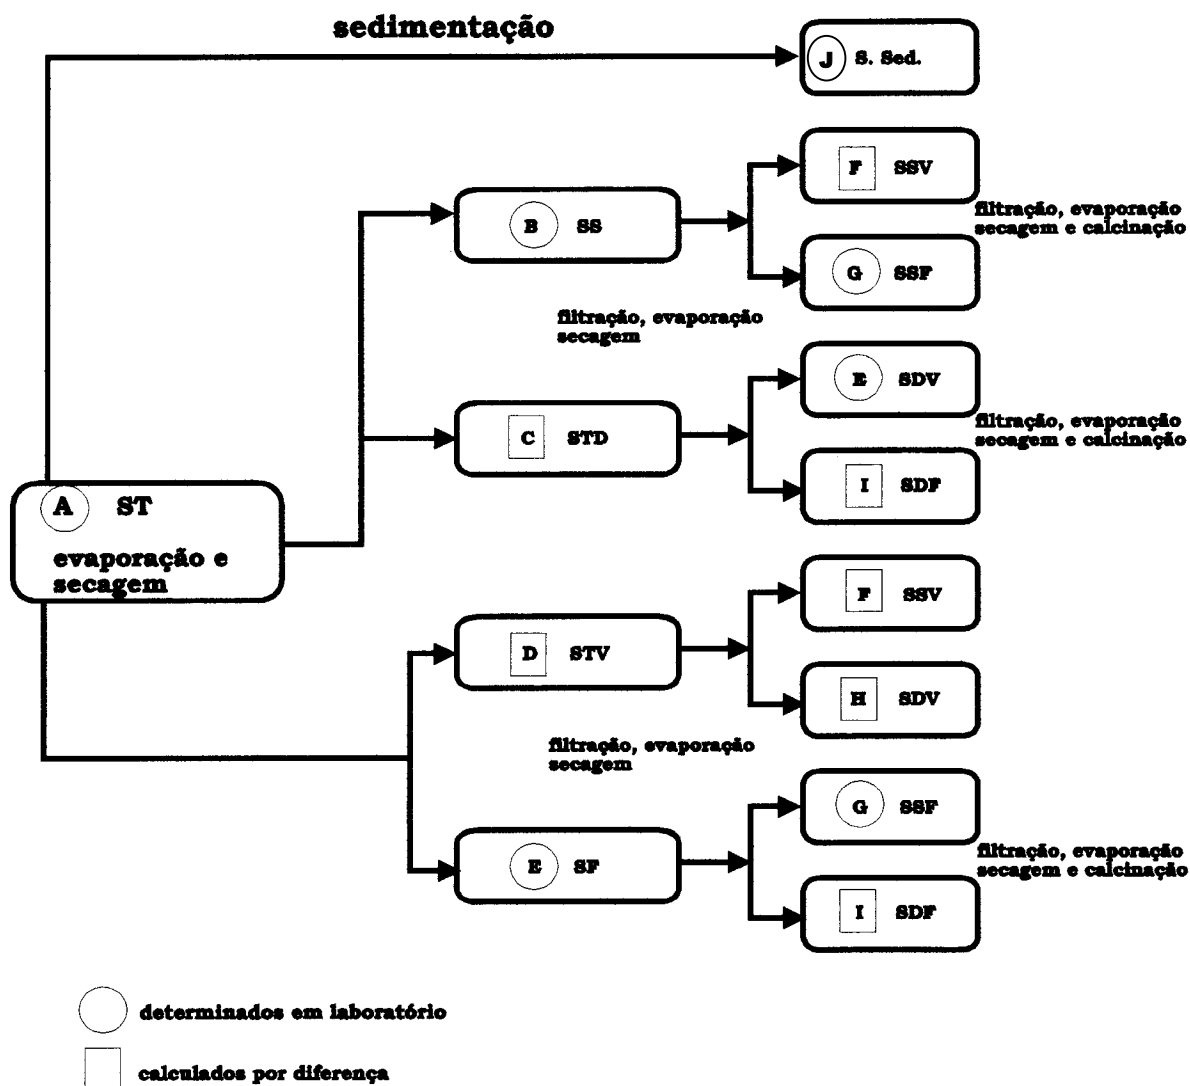 sedimentação
J S. Sed.
F SSV
filtração, evaporação
secagem e calcinação
B SS
G SSF
filtração, evaporação
secagem
E SDV
filtração, evaporação
secagem e calcinação
C STD
I SDF
A ST
evaporação e
secagem
F SSV
D STV
H SDV
filtração, evaporação
secagem
G SSF
filtração, evaporação
secagem e calcinação
E SF
I SDF
determinados em laboratório
calculados por diferença